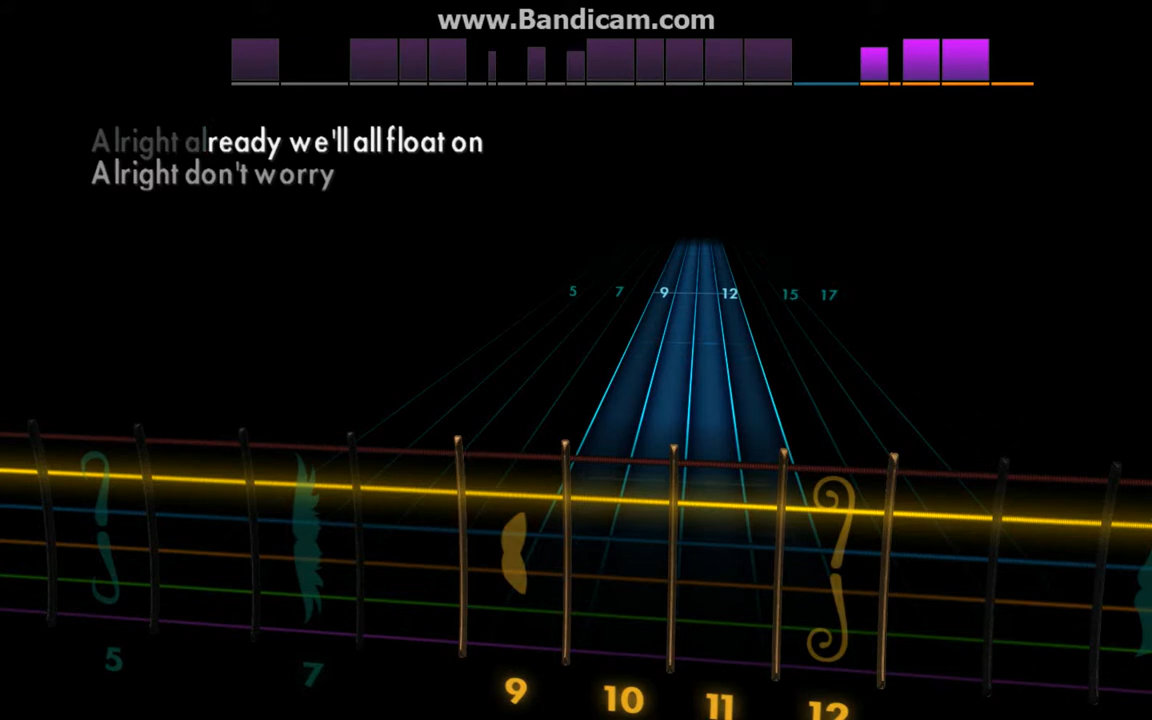 www.Bandicam.com
Alright already we'll all float on
Alright don't worry
5 7 9 12 15 17
5 7 9 10 11 12